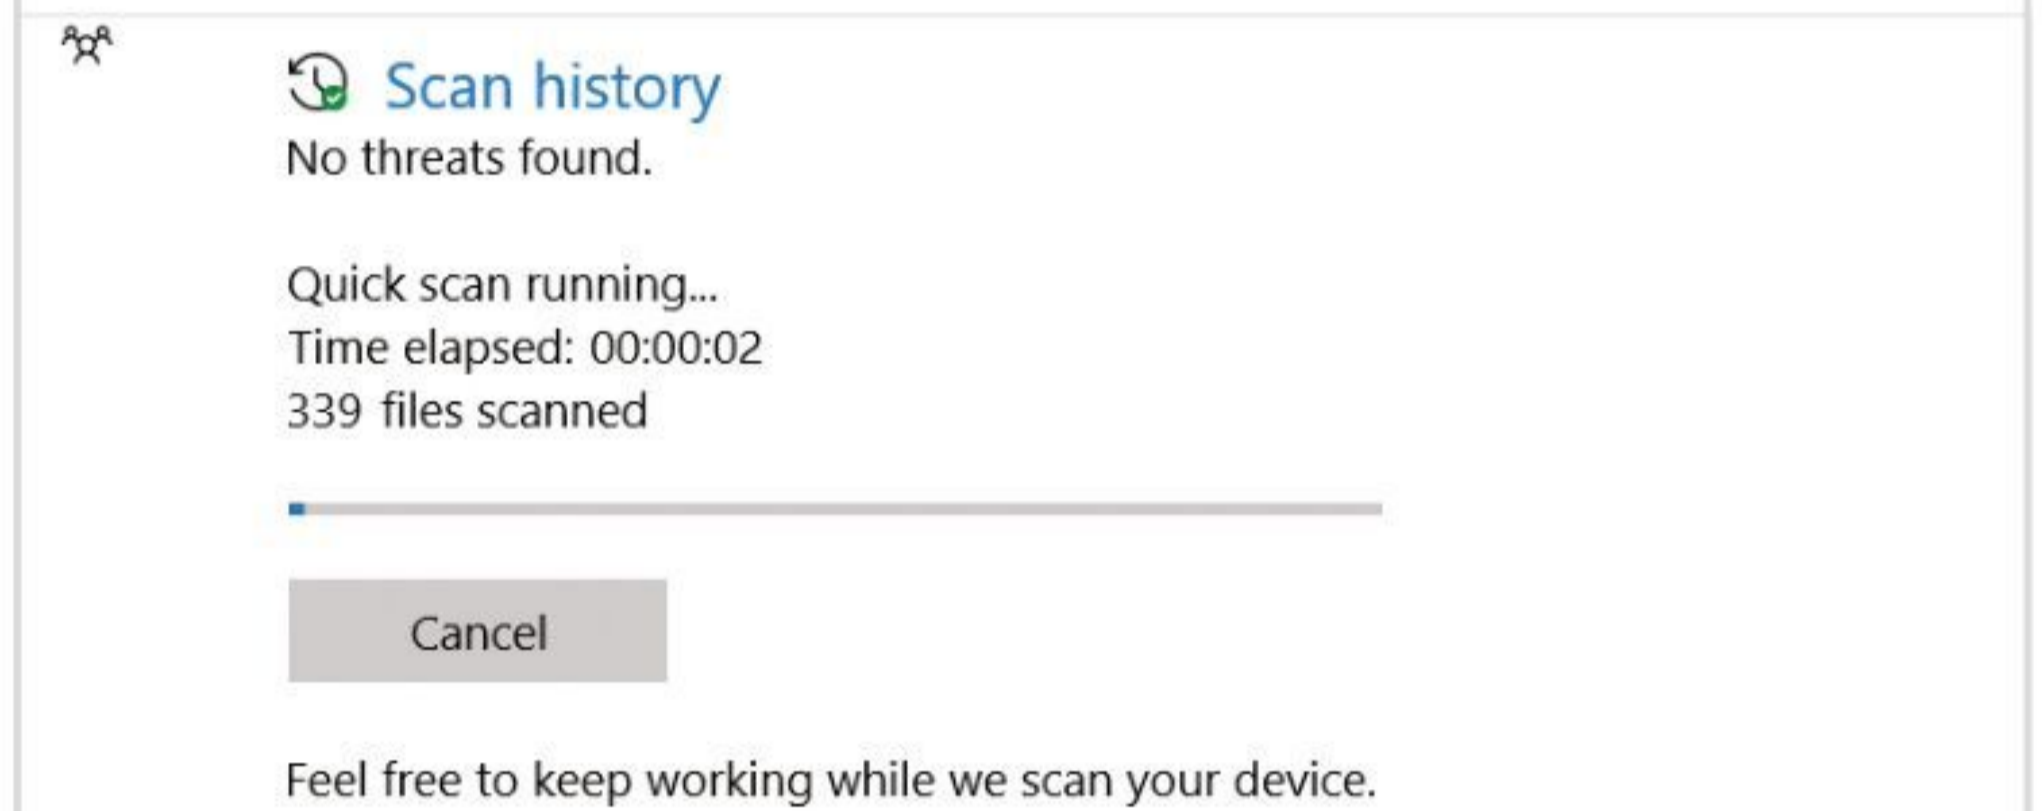 Scan history
No threats found.
Quick scan running...
Time elapsed: 00:00:02
339 files scanned
Cancel
Feel free to keep working while we scan your device.